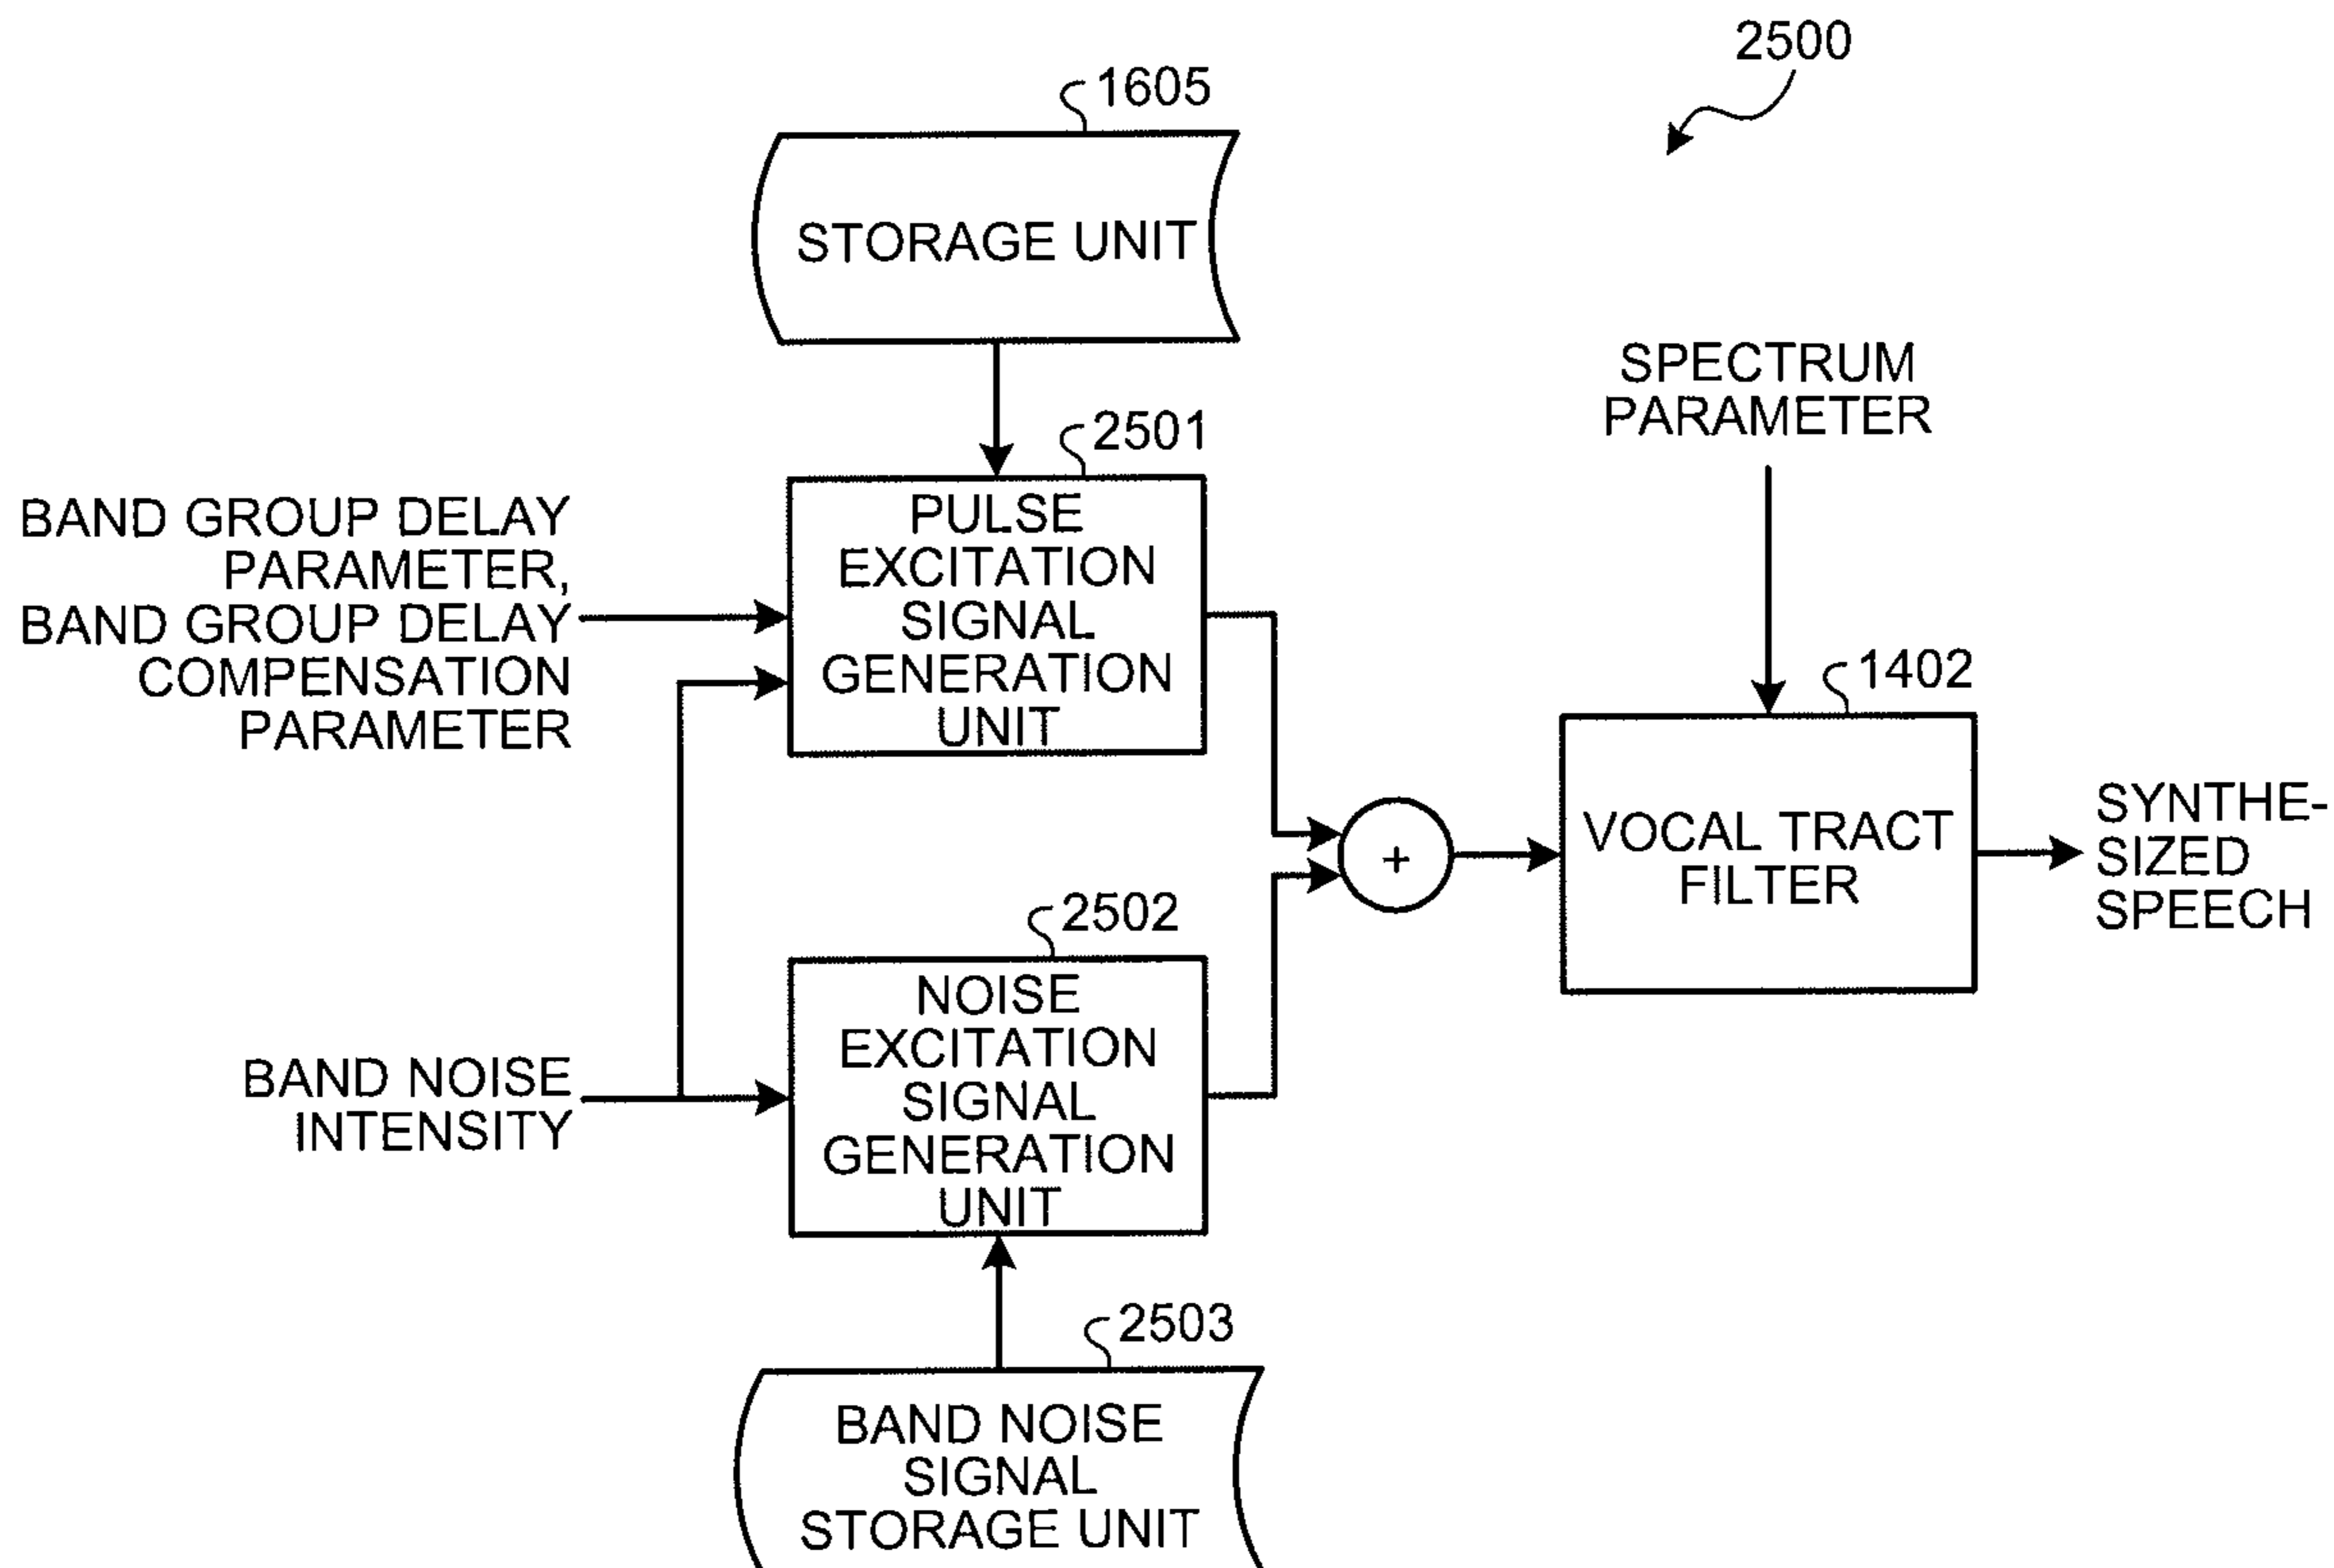 2500
1605
STORAGE UNIT
SPECTRUM
PARAMETER
2501
BAND GROUP DELAY
PARAMETER,
BAND GROUP DELAY
COMPENSATION
PARAMETER
PULSE
EXCITATION
SIGNAL
GENERATION
UNIT
1402
VOCAL TRACT
FILTER
+
SYNTHE-
SIZED
SPEECH
2502
NOISE
EXCITATION
SIGNAL
GENERATION
UNIT
BAND NOISE
INTENSITY
2503
BAND NOISE
SIGNAL
STORAGE UNIT